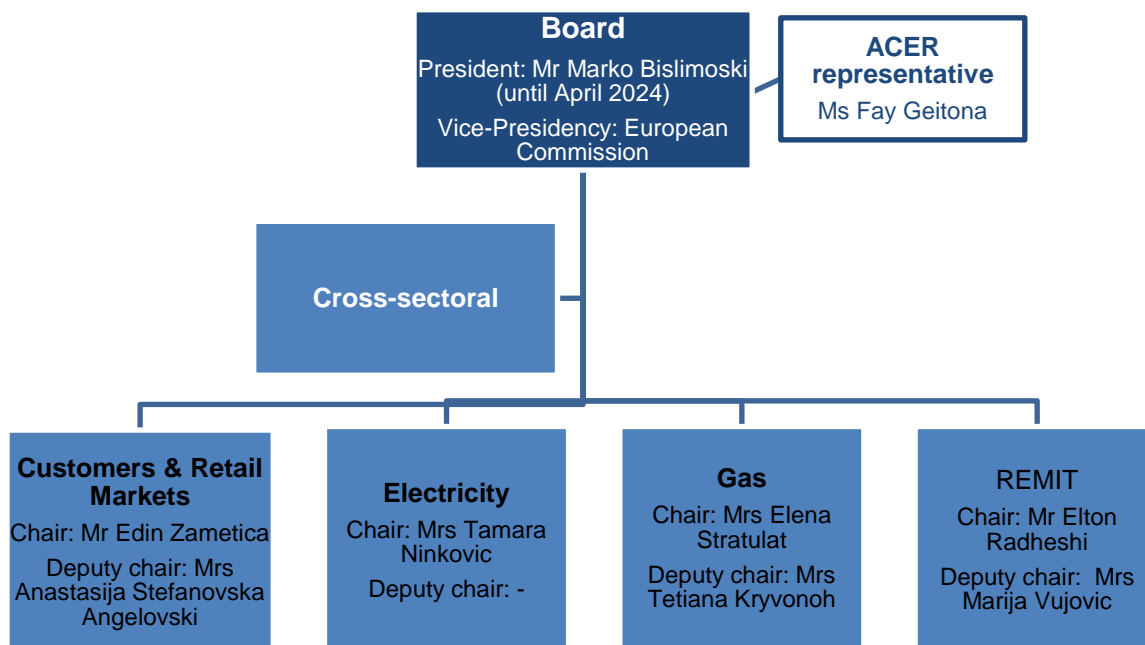 Board
President: Mr Marko Bislimoski
(until April 2024)
Vice-Presidency: European
Commission
ACER
representative
Ms Fay Geitona
Cross-sectoral
Customers & Retail
Markets
Chair: Mr Edin Zametica
Deputy chair: Mrs
Anastasija Stefanovska
Angelovski
Electricity
Chair: Mrs Tamara
Ninkovic
Deputy chair: -
Gas
Chair: Mrs Elena
Stratulat
Deputy chair: Mrs
Tetiana Kryvonoh
REMIT
Chair: Mr Elton
Radheshi
Deputy chair:  Mrs
Marija Vujovic